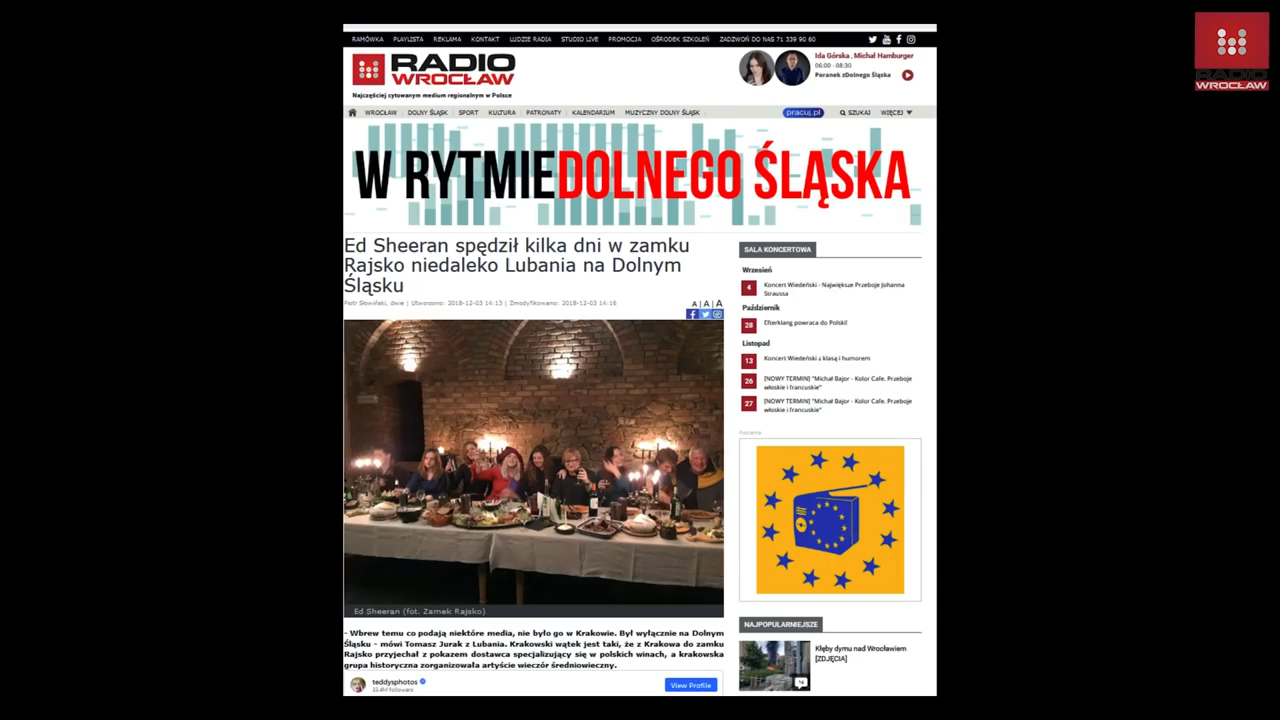 RAMÓWKA PLAYLISTA REKLAMA KONTAKT LUDZIE RADIA STUDIO LIVE PROMOCJA OŚRODEK SZKOLEŃ ZADZWOŃ DO NAS 71 339 90 60
RADIO
WROCŁAW
Najczęściej cytowanym medium regionalnym w Polsce
Ida Górska , Michał Hamburger
06:00 - 08:30
Poranek zDolnego Śląska
RADIO
WROCŁAW
WROCŁAW DOLNY ŚLĄSK SPORT KULTURA PATRONATY KALENDARIUM MUZYCZNY DOLNY ŚLĄSK pracuj.pl SZUKAJ WIĘCEJ
W RYTMIE DOLNEGO ŚLĄSKA
Ed Sheeran spędził kilka dni w zamku
Rajsko niedaleko Lubania na Dolnym
Śląsku
Piotr Słowiński, dwie | Utworzono: 2018-12-03 14:13 | Zmodyfikowano: 2018-12-03 14:16
A | A | A
Ed Sheeran (fot. Zamek Rajsko)
- Wbrew temu co podają niektóre media, nie było go w Krakowie. Był wyłącznie na Dolnym
Śląsku - mówi Tomasz Jurak z Lubania. Krakowski wątek jest taki, że z Krakowa do zamku
Rajsko przyjechał z pokazem dostawca specjalizujący się w polskich winach, a krakowska
grupa historyczna zorganizowała artyście wieczór średniowieczny.
teddysphotos
View Profile
SALA KONCERTOWA
Wrzesień
4 Koncert Wiedeński - Największe Przeboje Johanna
Straussa
Październik
28 Efterklang powraca do Polski!
Listopad
13 Koncert Wiedeński z klasą i humorem
26 [NOWY TERMIN] "Michał Bajor - Kolor Cafe. Przeboje
włoskie i francuskie"
27 [NOWY TERMIN] "Michał Bajor - Kolor Cafe. Przeboje
włoskie i francuskie"
Reklama
NAJPOPULARNIEJSZE
Kłęby dymu nad Wrocławiem
[ZDJĘCIA]